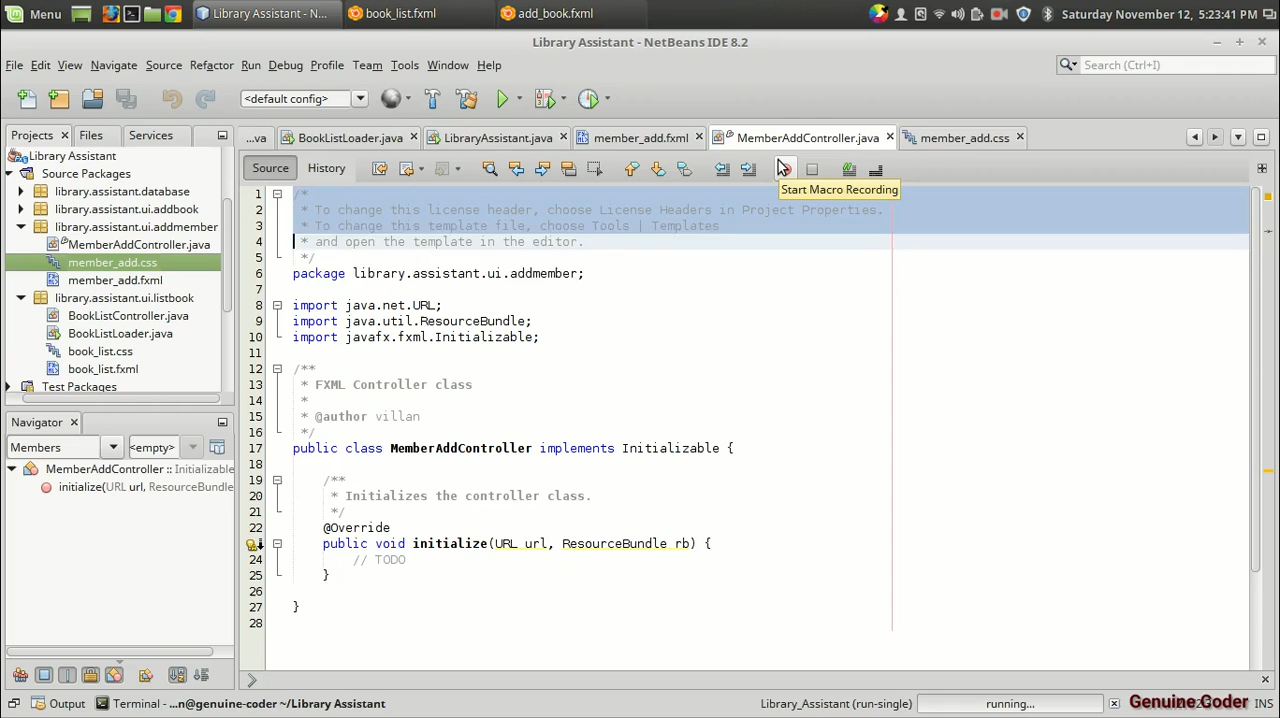 Menu
Library Assistant - N...
book_list.fxml
add_book.fxml
Saturday November 12, 5:23:41 PM
Library Assistant - NetBeans IDE 8.2
File Edit View Navigate Source Refactor Run Debug Profile Team Tools Window Help
Search (Ctrl+I)
<default config>
Projects
Files
Services
...va
BookListLoader.java
LibraryAssistant.java
member_add.fxml
MemberAddController.java
member_add.css
Source
History
Start Macro Recording
Library Assistant
Source Packages
library.assistant.database
library.assistant.ui.addbook
library.assistant.ui.addmember
MemberAddController.java
member_add.css
member_add.fxml
library.assistant.ui.listbook
BookListController.java
BookListLoader.java
book_list.css
book_list.fxml
Test Packages
Navigator
Members
<empty>
MemberAddController :: Initializable
initialize(URL url, ResourceBundle
1 /*
2 * To change this license header, choose License Headers in Project Properties.
3 * To change this template file, choose Tools | Templates
4 * and open the template in the editor.
5 */
6 package library.assistant.ui.addmember;
7
8 import java.net.URL;
9 import java.util.ResourceBundle;
10 import javafx.fxml.Initializable;
11
12 /**
13 * FXML Controller class
14 *
15 * @author villan
16 */
17 public class MemberAddController implements Initializable {
18
19 /**
20 * Initializes the controller class.
21 */
22 @Override
public void initialize(URL url, ResourceBundle rb) {
24 // TODO
25 }
26
27 }
28
Output
Terminal - ...n@genuine-coder ~/Library Assistant
Library_Assistant (run-single)
running...
Genuine Coder
INS